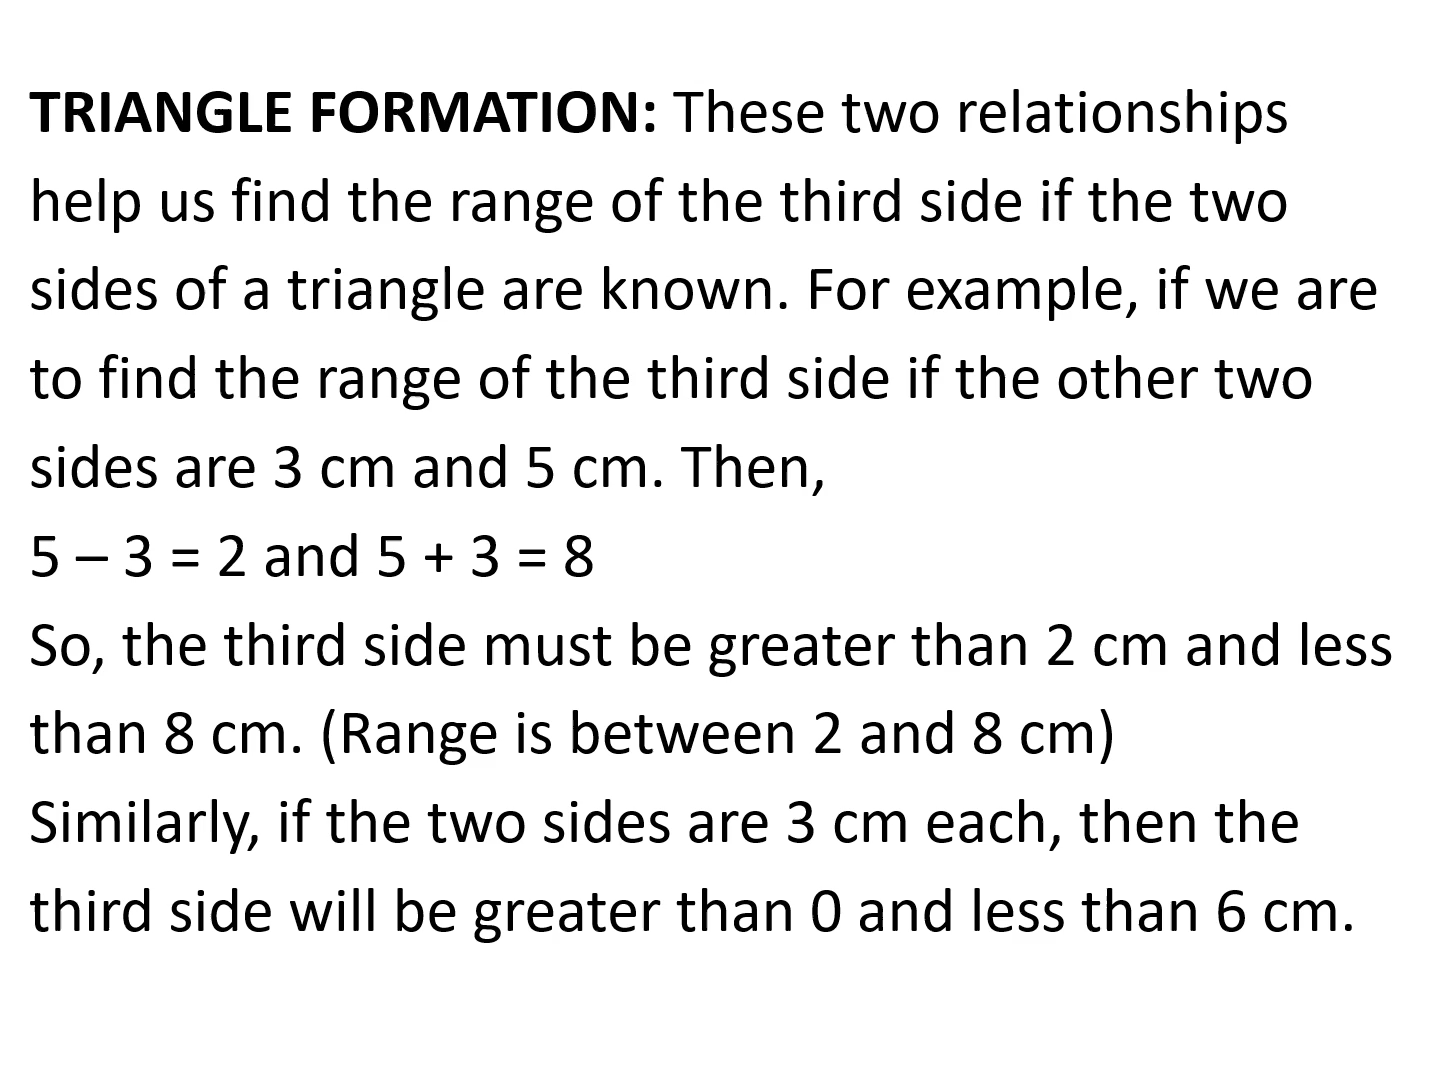 TRIANGLE FORMATION: These two relationships
help us find the range of the third side if the two
sides of a triangle are known. For example, if we are
to find the range of the third side if the other two
sides are 3 cm and 5 cm. Then,
5 – 3 = 2 and 5 + 3 = 8
So, the third side must be greater than 2 cm and less
than 8 cm. (Range is between 2 and 8 cm)
Similarly, if the two sides are 3 cm each, then the
third side will be greater than 0 and less than 6 cm.